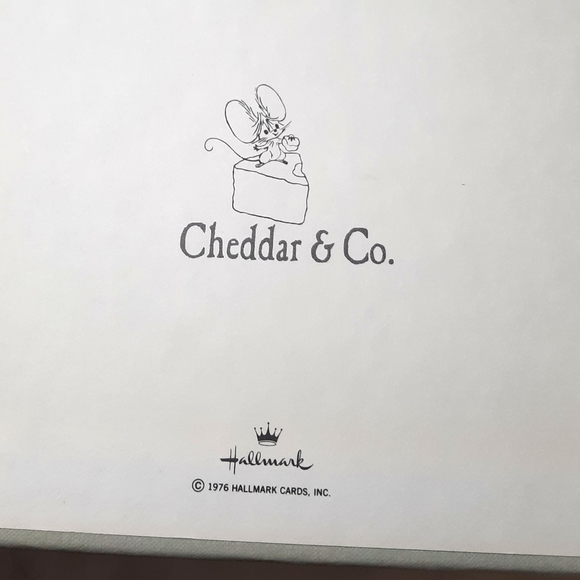 Cheddar & Co.
Hallmark
© 1976 HALLMARK CARDS, INC.